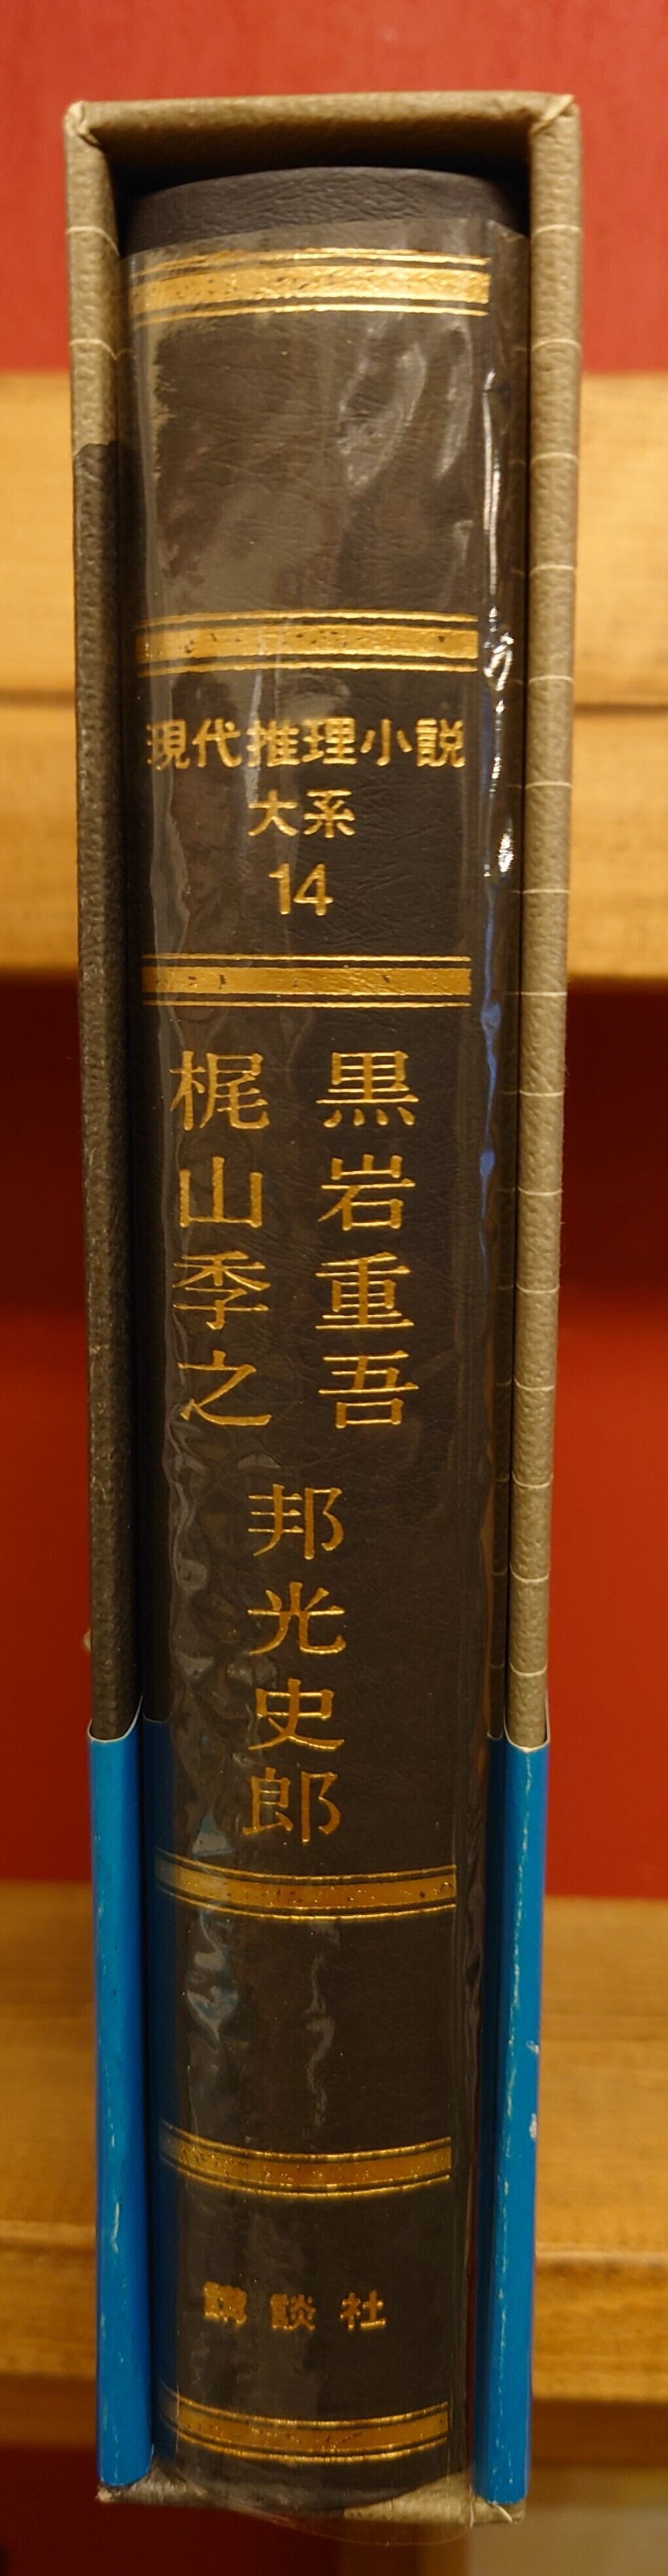 現代推理小説
大系
14
黒岩重吾
梶山季之
邦光史郎
講談社